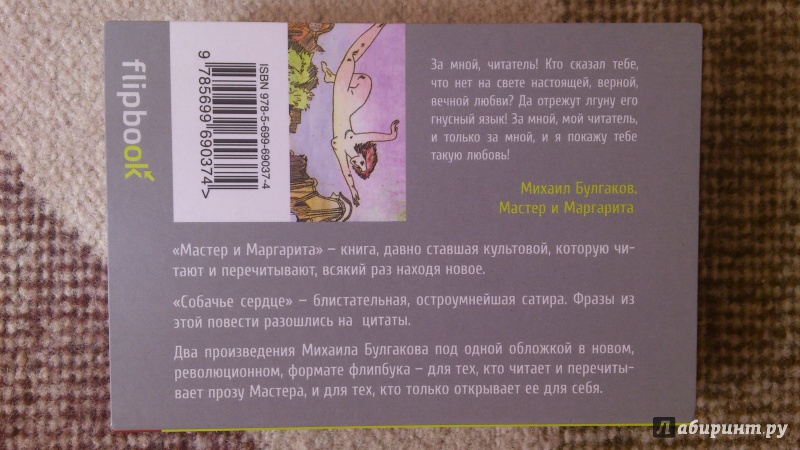 flipbook
ISBN 978-5-699-69037-4
9 785699 690374 >
За мной, читатель! Кто сказал тебе,
что нет на свете настоящей, верной,
вечной любви? Да отрежут лгуну его
гнусный язык! За мной, мой читатель,
и только за мной, и я покажу тебе
такую любовь!
Михаил Булгаков.
Мастер и Маргарита
«Мастер и Маргарита» – книга, давно ставшая культовой, которую чи-
тают и перечитывают, всякий раз находя новое.
«Собачье сердце» – блистательная, остроумнейшая сатира. Фразы из
этой повести разошлись на цитаты.
Два произведения Михаила Булгакова под одной обложкой в новом,
революционном, формате флипбука – для тех, кто читает и перечиты-
вает прозу Мастера, и для тех, кто только открывает ее для себя.
Лабиринт.ру